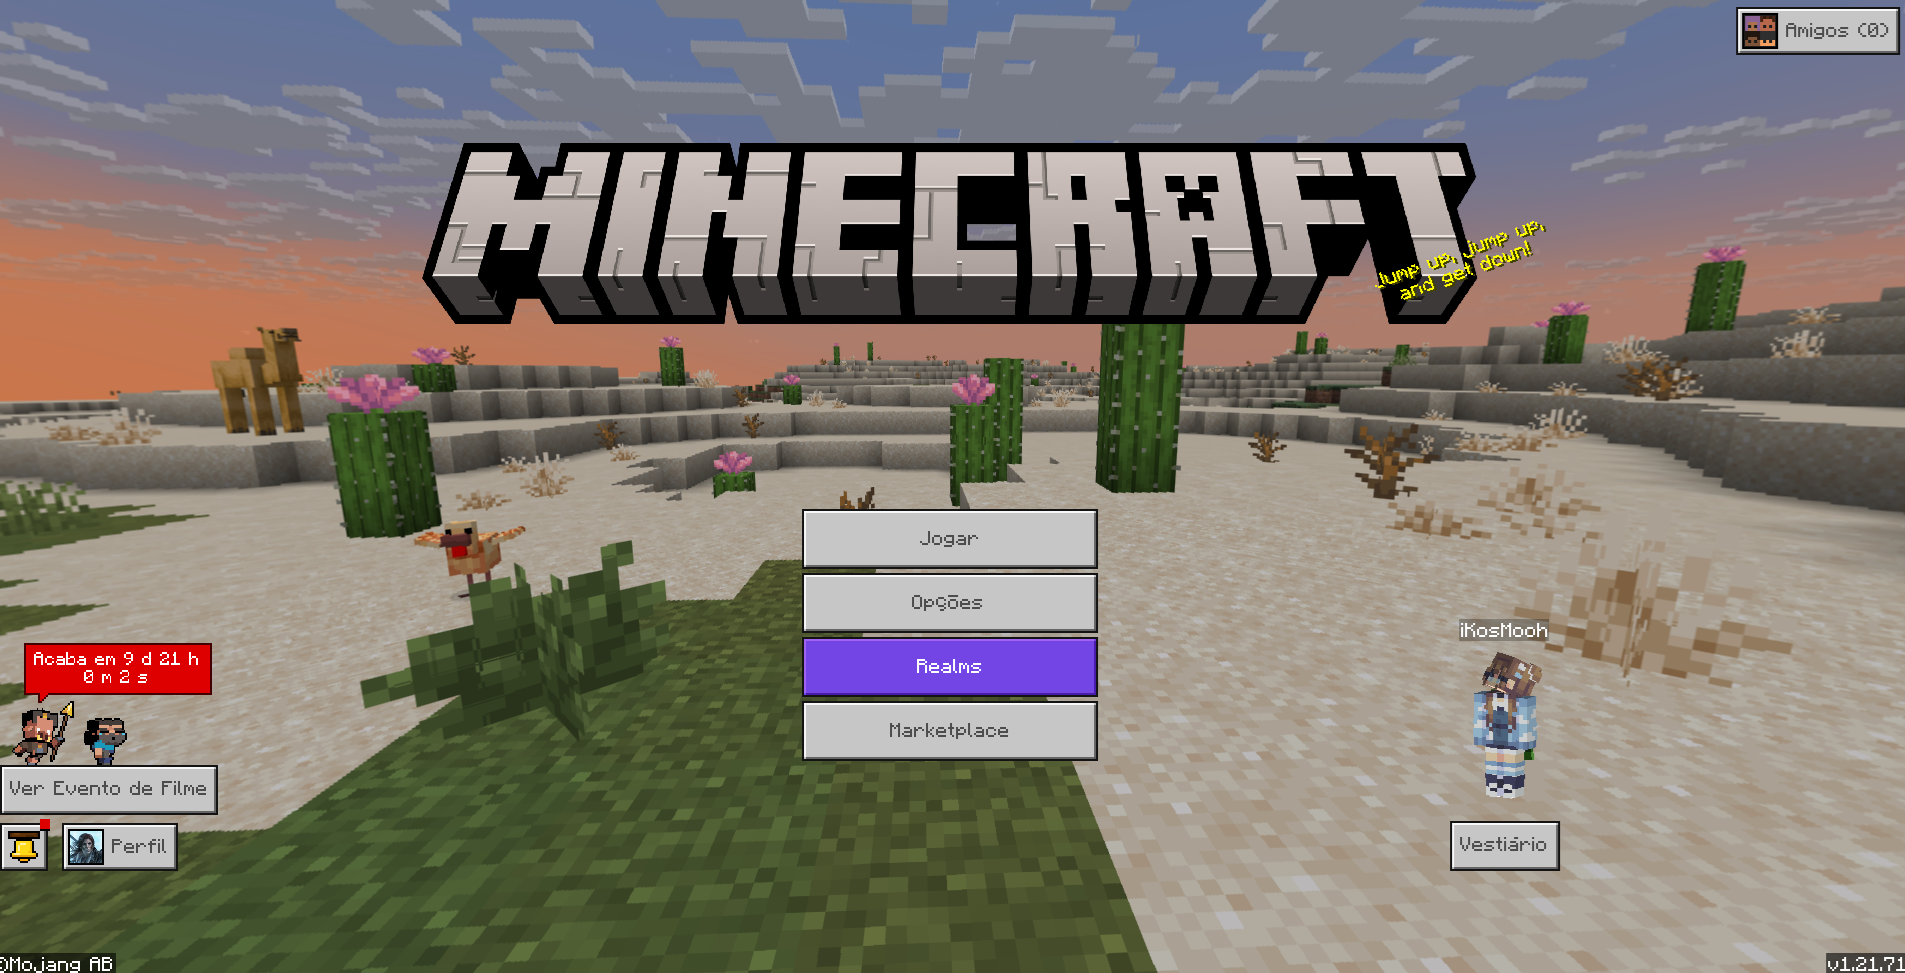 Amigos (0)
MINECRAFT
Jump up, jump up,
and get down!
Jogar
Opções
Realms
Marketplace
iKosMooh
Acaba em 9 d 21 h
0 m 2 s
Ver Evento de Filme
Perfil
Vestiário
©Mojang AB
v1.21.71